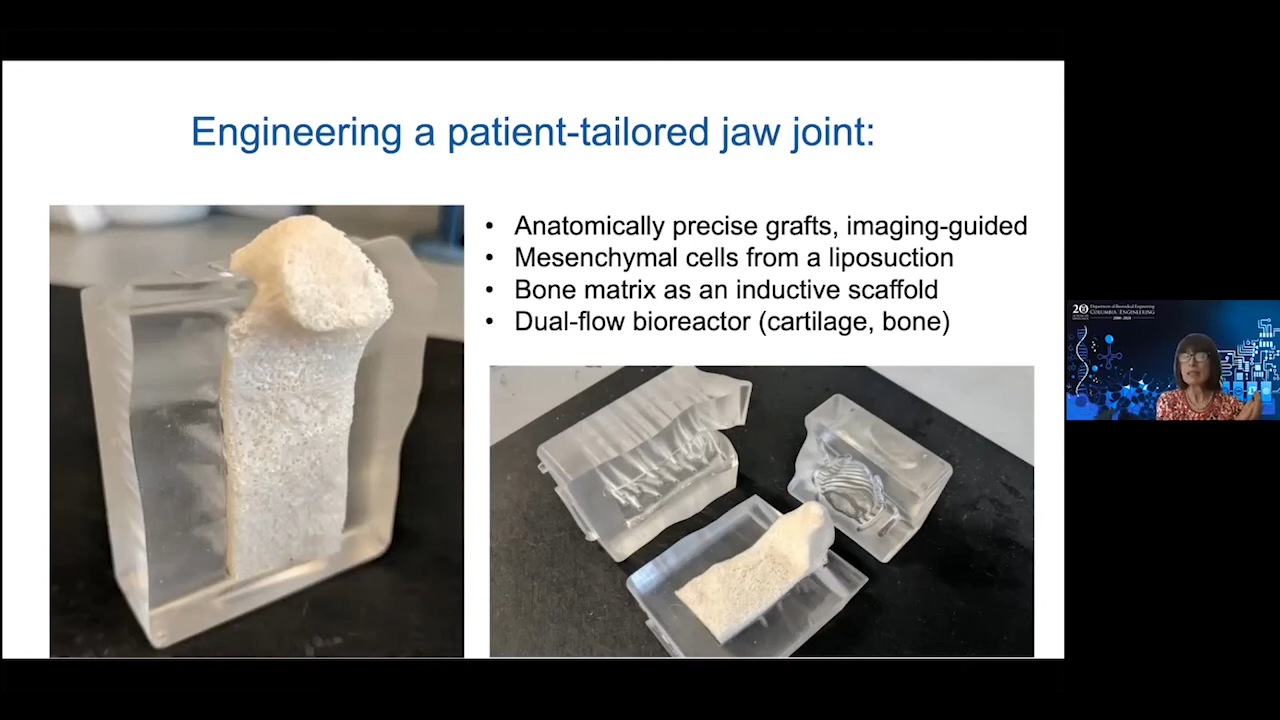 Engineering a patient-tailored jaw joint:
• Anatomically precise grafts, imaging-guided
• Mesenchymal cells from a liposuction
• Bone matrix as an inductive scaffold
• Dual-flow bioreactor (cartilage, bone)
20
Department of Biomedical Engineering
COLUMBIA | ENGINEERING